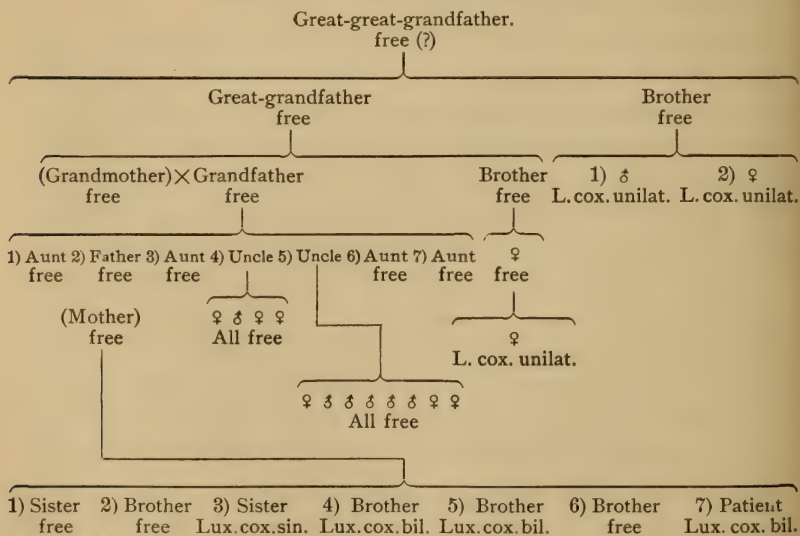 Great-great-grandfather.
free (?)
Great-grandfather Brother
free free
(Grandmother) × Grandfather Brother 1) ♂ 2) ♀
free free free L. cox. unilat. L. cox. unilat.
1) Aunt 2) Father 3) Aunt 4) Uncle 5) Uncle 6) Aunt 7) Aunt ♀
free free free free free free
(Mother) ♀ ♂ ♀ ♀
free All free
♀
L. cox. unilat.
♀ ♂ ♂ ♂ ♂ ♂ ♀ ♀
All free
1) Sister 2) Brother 3) Sister 4) Brother 5) Brother 6) Brother 7) Patient
free free Lux.cox.sin. Lux.cox.bil. Lux.cox.bil. free Lux. cox. bil.